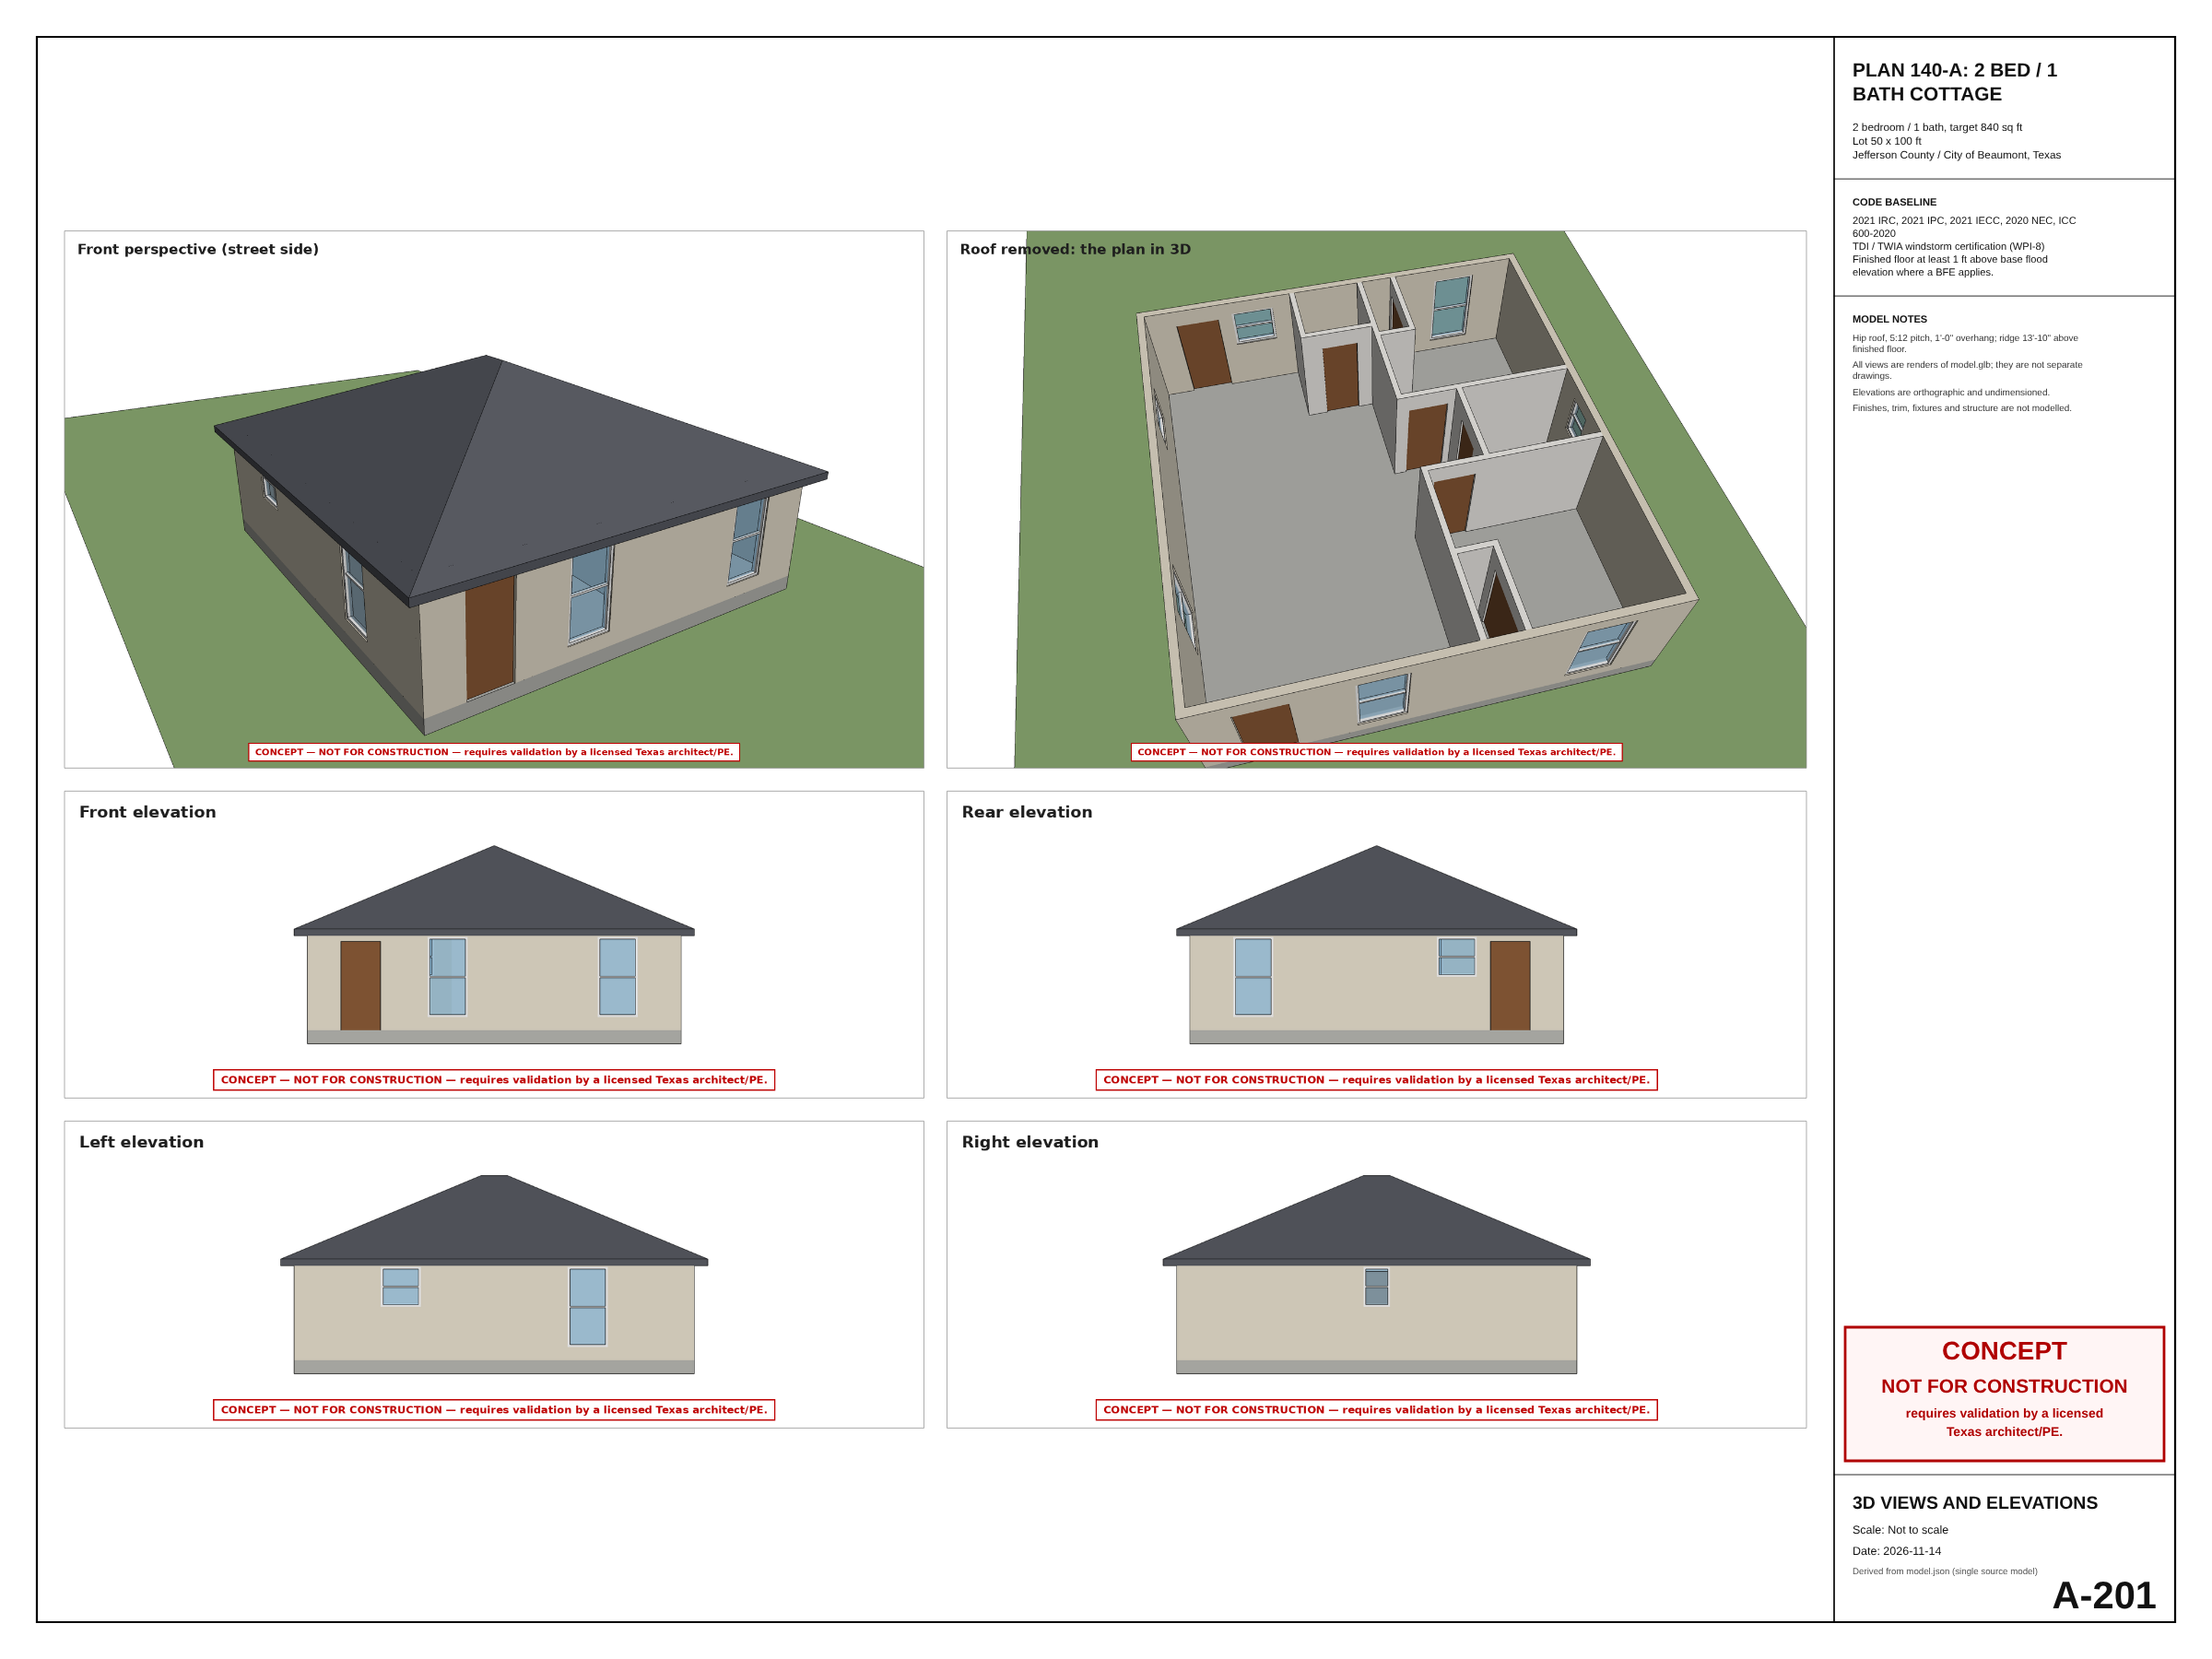 Front perspective (street side)
CONCEPT — NOT FOR CONSTRUCTION — requires validation by a licensed Texas architect/PE.
Roof removed: the plan in 3D
CONCEPT — NOT FOR CONSTRUCTION — requires validation by a licensed Texas architect/PE.
Front elevation
CONCEPT — NOT FOR CONSTRUCTION — requires validation by a licensed Texas architect/PE.
Rear elevation
CONCEPT — NOT FOR CONSTRUCTION — requires validation by a licensed Texas architect/PE.
Left elevation
CONCEPT — NOT FOR CONSTRUCTION — requires validation by a licensed Texas architect/PE.
Right elevation
CONCEPT — NOT FOR CONSTRUCTION — requires validation by a licensed Texas architect/PE.
PLAN 140-A: 2 BED / 1
BATH COTTAGE
2 bedroom / 1 bath, target 840 sq ft
Lot 50 x 100 ft
Jefferson County / City of Beaumont, Texas
CODE BASELINE
2021 IRC, 2021 IPC, 2021 IECC, 2020 NEC, ICC
600-2020
TDI / TWIA windstorm certification (WPI-8)
Finished floor at least 1 ft above base flood
elevation where a BFE applies.
MODEL NOTES
Hip roof, 5:12 pitch, 1'-0" overhang; ridge 13'-10" above
finished floor.
All views are renders of model.glb; they are not separate
drawings.
Elevations are orthographic and undimensioned.
Finishes, trim, fixtures and structure are not modelled.
CONCEPT
NOT FOR CONSTRUCTION
requires validation by a licensed
Texas architect/PE.
3D VIEWS AND ELEVATIONS
Scale: Not to scale
Date: 2026-11-14
Derived from model.json (single source model)
A-201